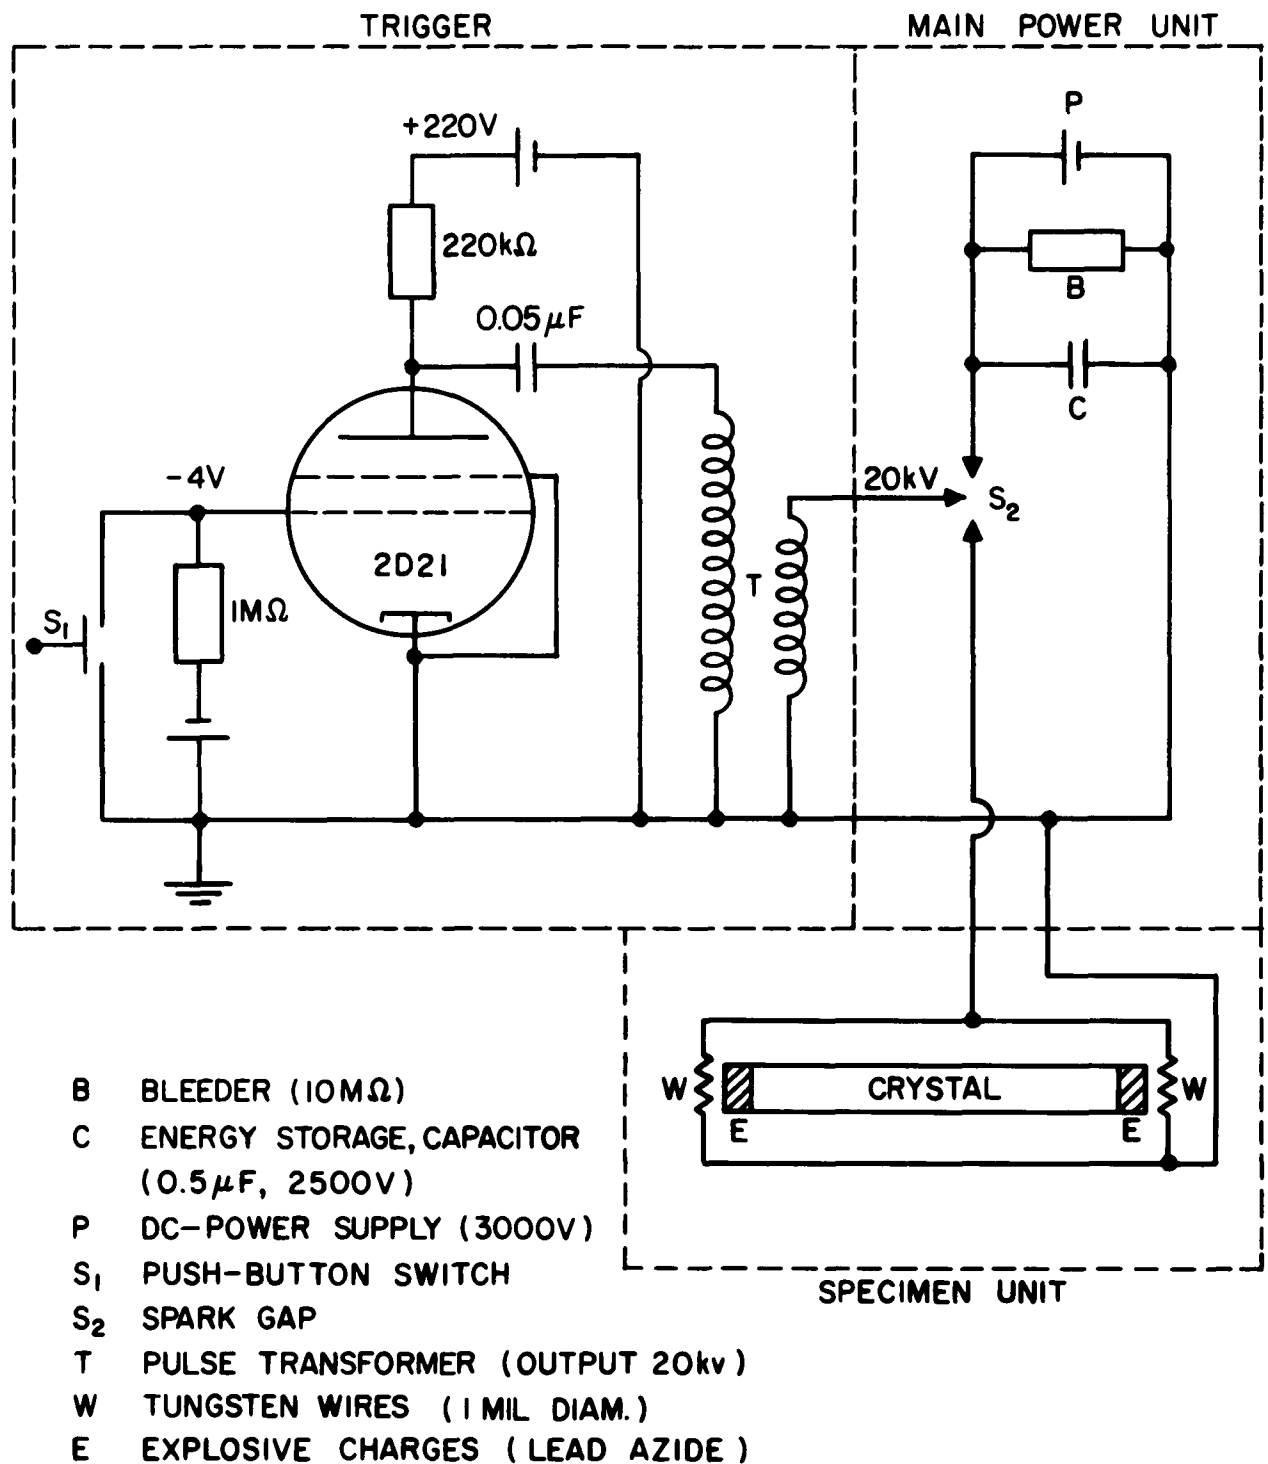 TRIGGER
MAIN POWER UNIT
P
+220V
220kΩ
B
0.05μF
C
-4V
20kV
S₂
2D21
T
1MΩ
S₁
W
CRYSTAL
W
E
E
SPECIMEN UNIT
B BLEEDER (10MΩ)
C ENERGY STORAGE, CAPACITOR
(0.5μF, 2500V)
P DC-POWER SUPPLY (3000V)
S₁ PUSH-BUTTON SWITCH
S₂ SPARK GAP
T PULSE TRANSFORMER (OUTPUT 20kv)
W TUNGSTEN WIRES (1 MIL DIAM.)
E EXPLOSIVE CHARGES (LEAD AZIDE)